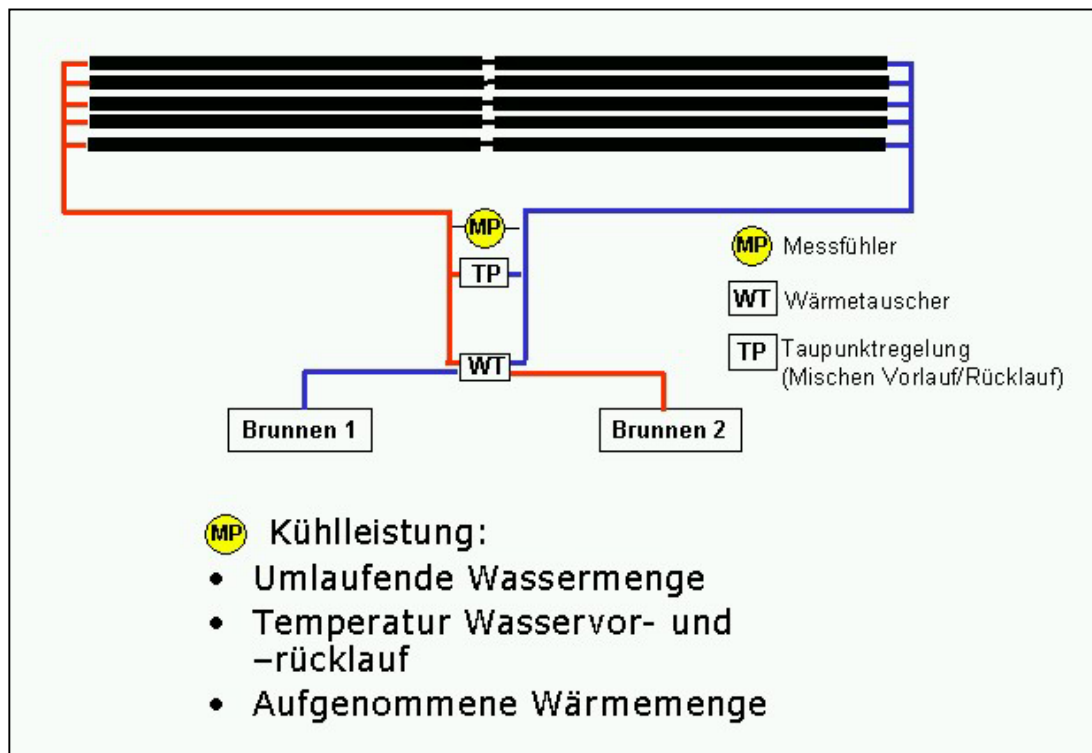 MP
TP
WT
Brunnen 1
Brunnen 2
MP Messfühler
WT Wärmetauscher
TP Taupunktregelung
(Mischen Vorlauf/Rücklauf)
MP Kühlleistung:
• Umlaufende Wassermenge
• Temperatur Wasservor- und
–rücklauf
• Aufgenommene Wärmemenge